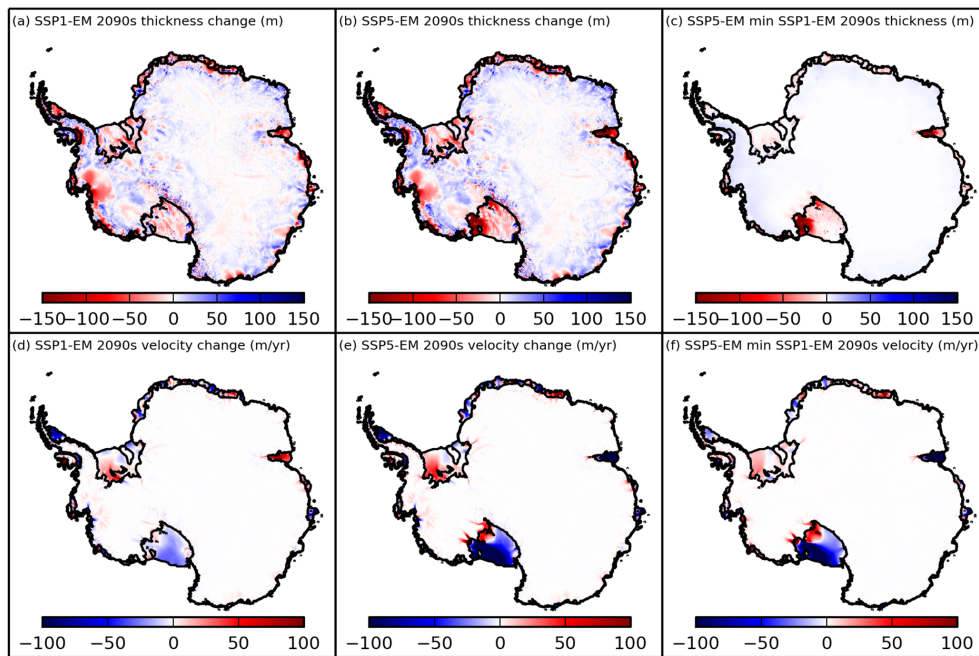 (a) SSP1-EM 2090s thickness change (m)
(b) SSP5-EM 2090s thickness change (m)
(c) SSP5-EM min SSP1-EM 2090s thickness (m)
−150 −100 −50 0 50 100 150
−150 −100 −50 0 50 100 150
−150 −100 −50 0 50 100 150
(d) SSP1-EM 2090s velocity change (m/yr)
(e) SSP5-EM 2090s velocity change (m/yr)
(f) SSP5-EM min SSP1-EM 2090s velocity (m/yr)
−100 −50 0 50 100
−100 −50 0 50 100
−100 −50 0 50 100